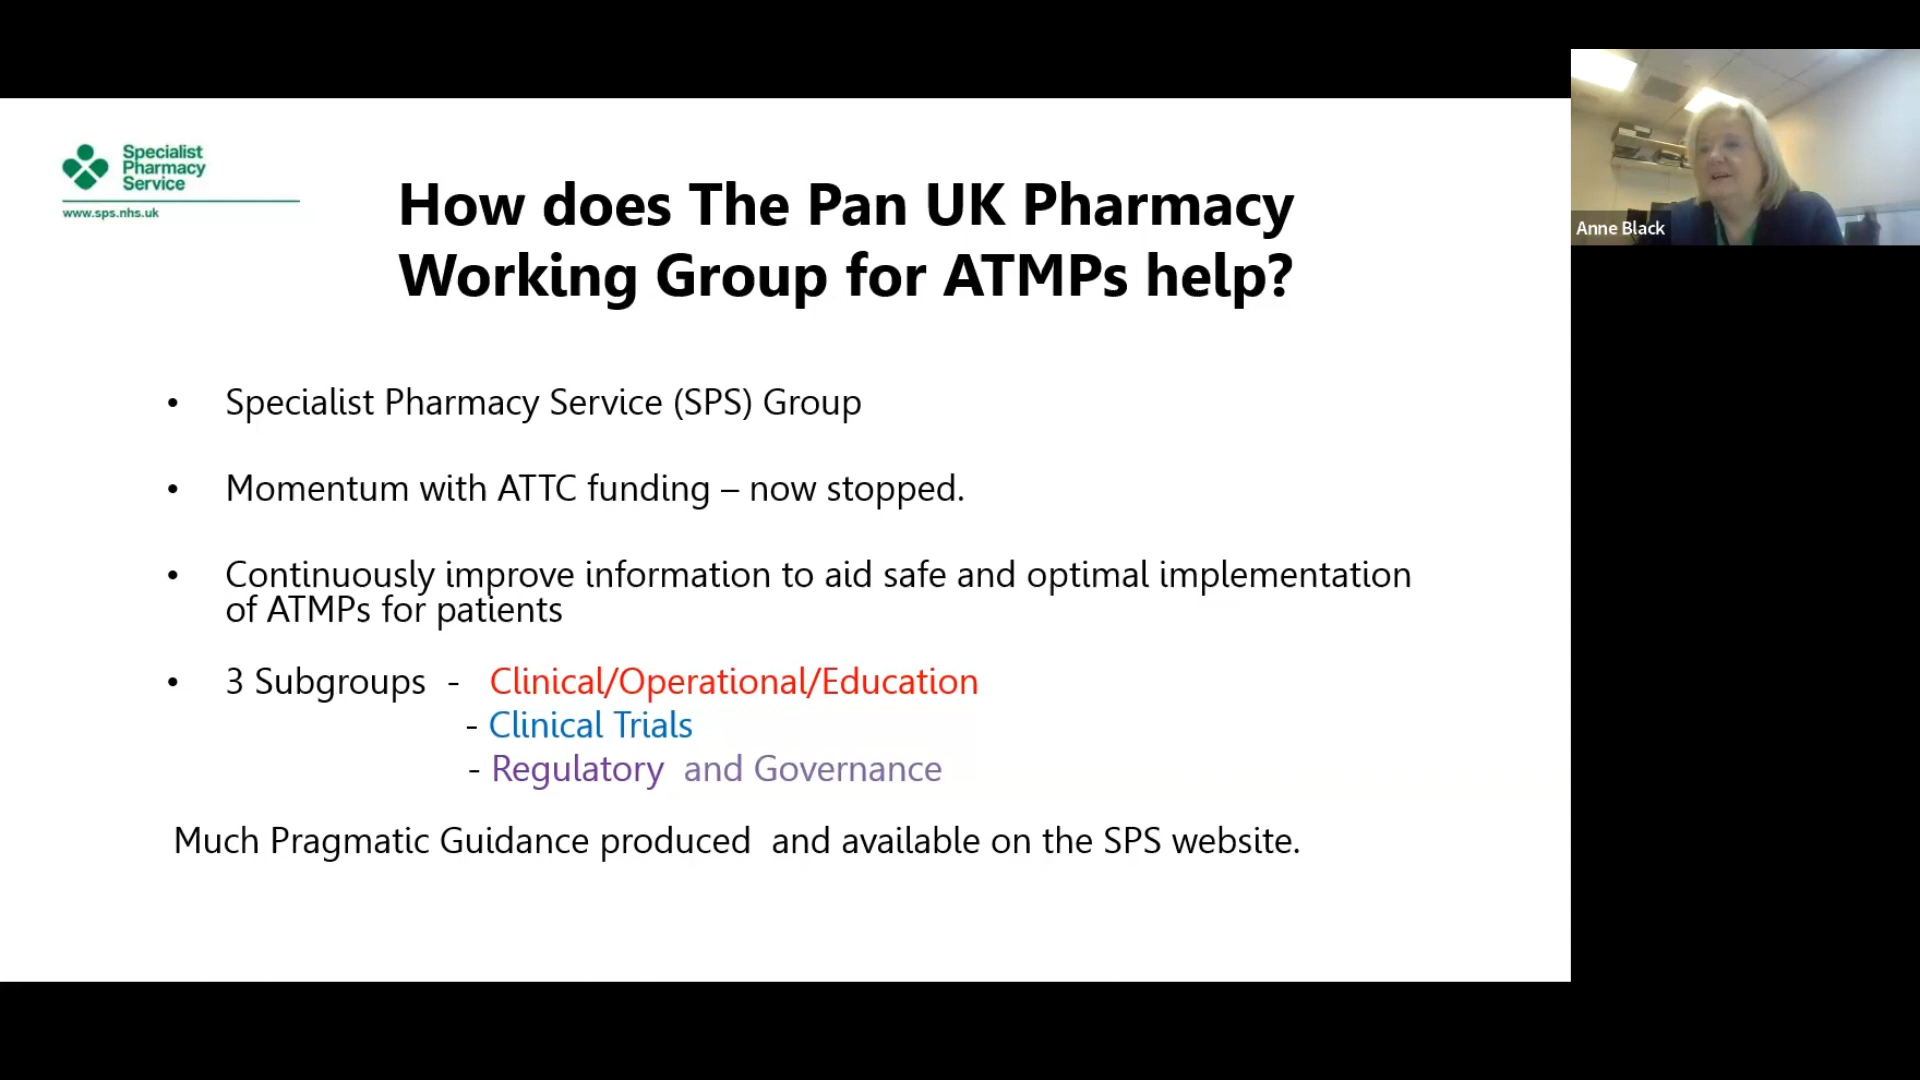 Specialist
Pharmacy
Service
www.sps.nhs.uk
How does The Pan UK Pharmacy
Working Group for ATMPs help?
• Specialist Pharmacy Service (SPS) Group
• Momentum with ATTC funding – now stopped.
• Continuously improve information to aid safe and optimal implementation
of ATMPs for patients
• 3 Subgroups - Clinical/Operational/Education
- Clinical Trials
- Regulatory and Governance
Much Pragmatic Guidance produced and available on the SPS website.
Anne Black